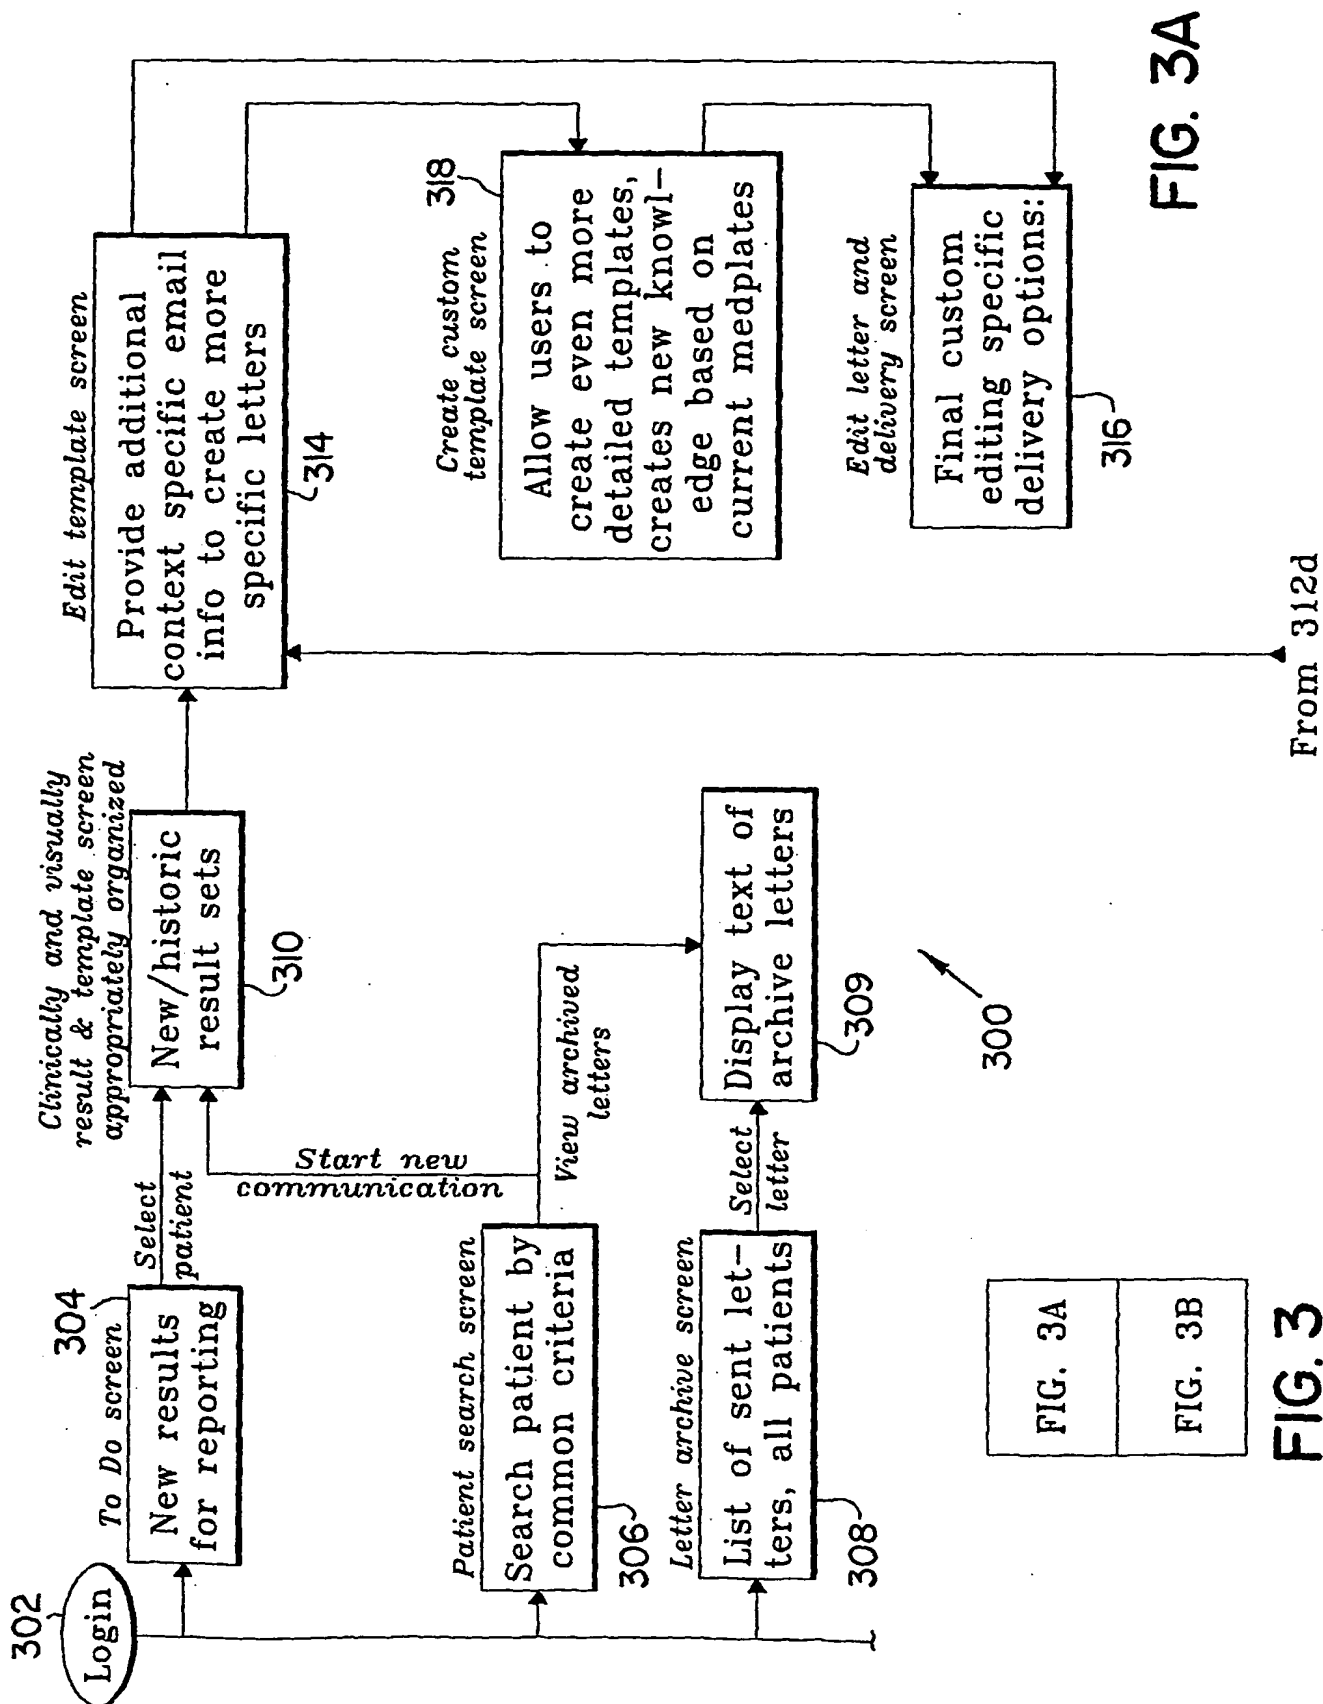 302
Login
To Do screen
304
New results
for reporting
Select
patient
Clinically and visually
result & template screen
appropriately organized
New/historic
result sets
310
Edit template screen
Provide additional
context specific email
info to create more
specific letters
314
Patient search screen
Search patient by
common criteria
306
Start new
communication
View archived
letters
Letter archive screen
List of sent let-
ters, all patients
308
Select
letter
Display text of
archive letters
309
300
Create custom
template screen
318
Allow users to
create even more
detailed templates,
creates new knowl-
edge based on
current medplates
Edit letter and
delivery screen
Final custom
editing specific
delivery options:
316
From 312d
FIG. 3A
FIG. 3A
FIG. 3B
FIG. 3